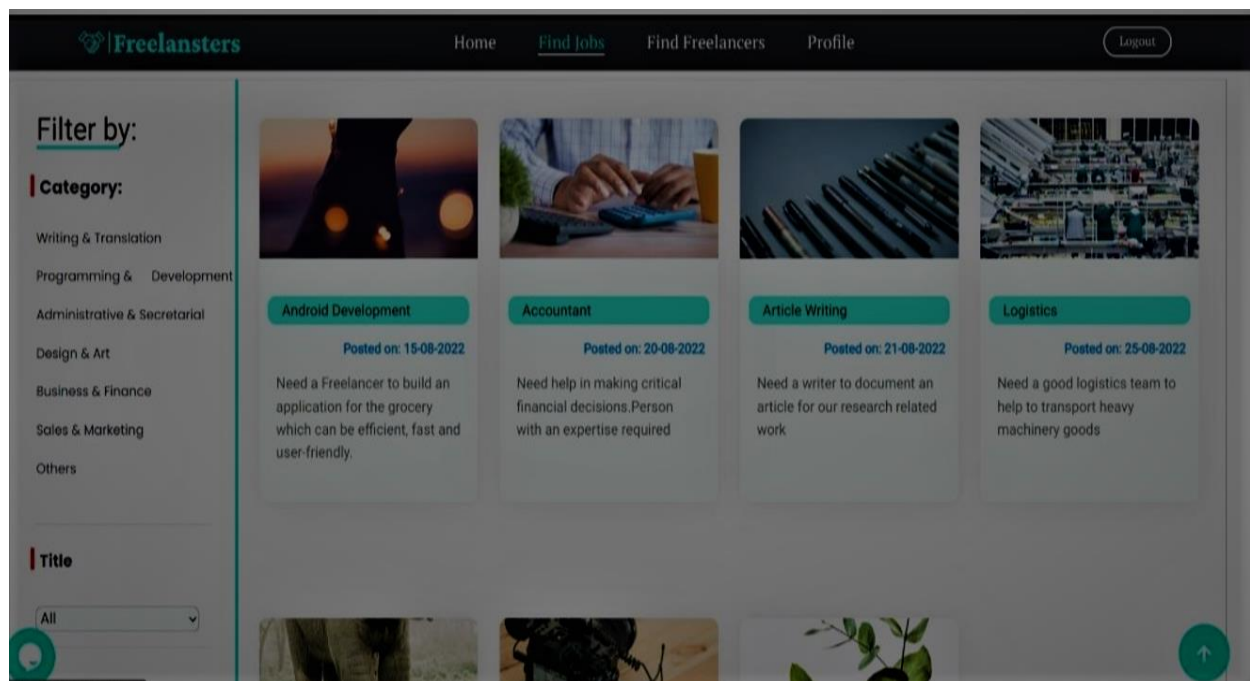 Freelansters
Home Find Jobs Find Freelancers Profile Logout
Filter by:
Category:
Writing & Translation
Programming & Development
Administrative & Secretarial
Design & Art
Business & Finance
Sales & Marketing
Others
Title
All
Android Development
Posted on: 15-08-2022
Need a Freelancer to build an
application for the grocery
which can be efficient, fast and
user-friendly.
Accountant
Posted on: 20-08-2022
Need help in making critical
financial decisions.Person
with an expertise required
Article Writing
Posted on: 21-08-2022
Need a writer to document an
article for our research related
work
Logistics
Posted on: 25-08-2022
Need a good logistics team to
help to transport heavy
machinery goods